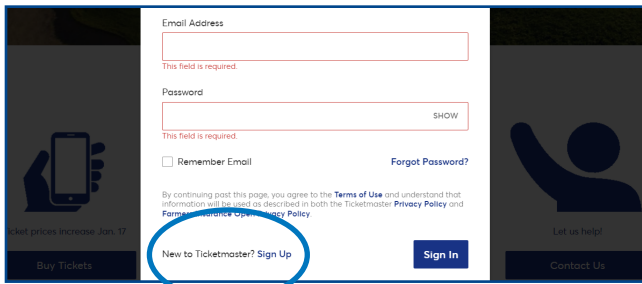 Email Address
This field is required.
Password
SHOW
This field is required.
Remember Email
Forgot Password?
By continuing past this page, you agree to the Terms of Use and understand that
information will be used as described in both the Ticketmaster Privacy Policy and
Farmers Insurance Open Privacy Policy.
New to Ticketmaster? Sign Up
Sign In
icket prices increase Jan. 17
Buy Tickets
Let us help!
Contact Us